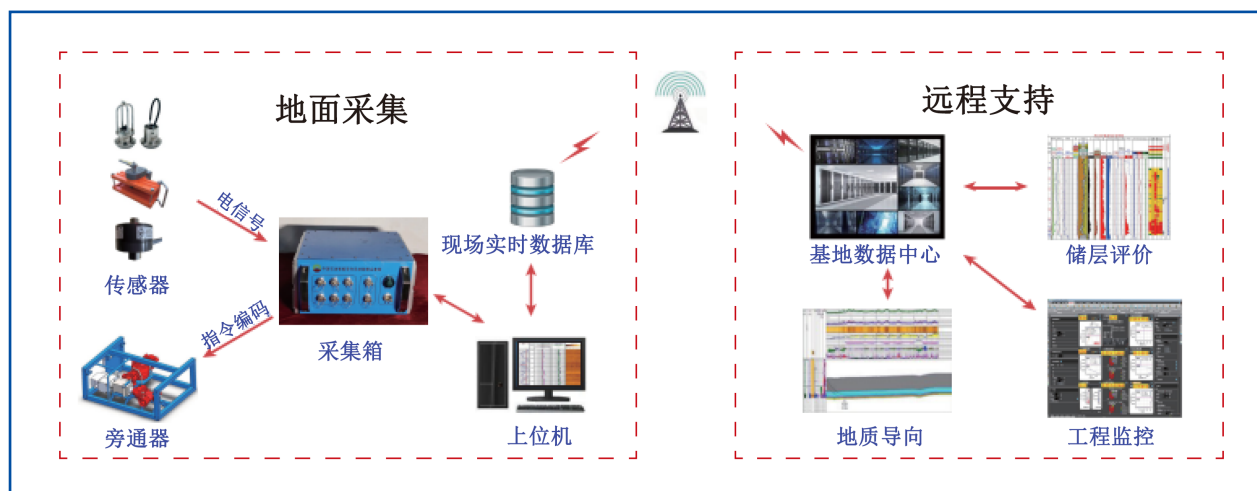 地面采集
远程支持
电信号
传感器
现场实时数据库
基地数据中心
储层评价
指令编码
采集箱
旁通器
上位机
地质导向
工程监控